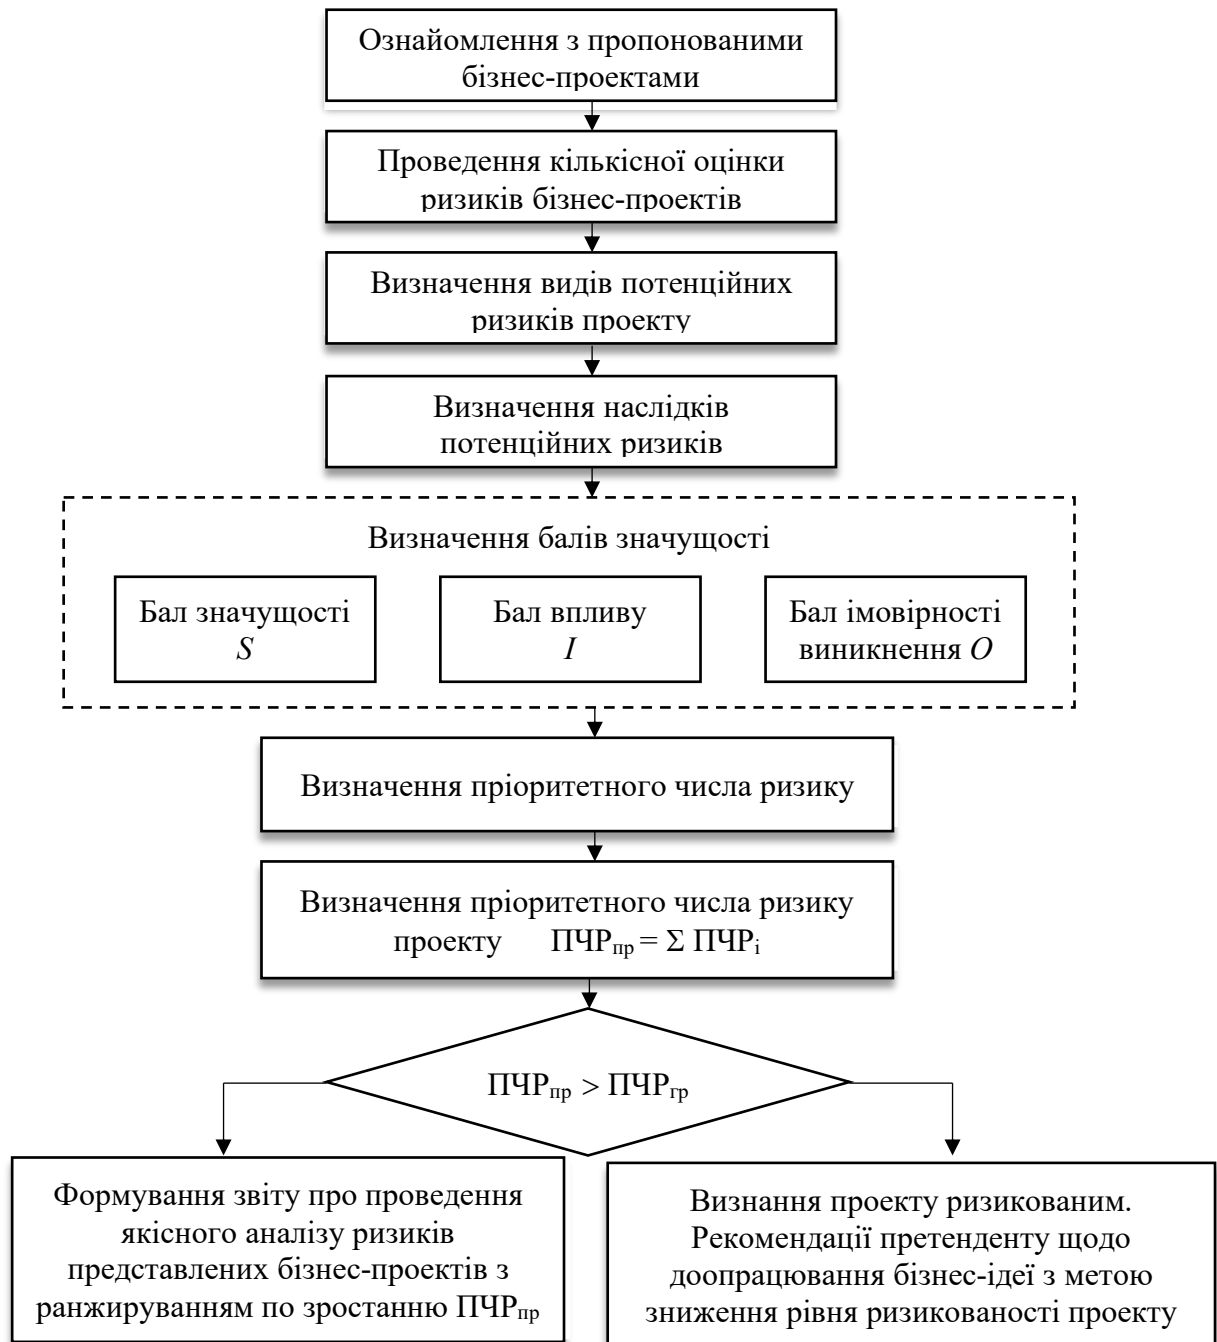 Ознайомлення з пропонованими
бізнес-проектами
Проведення кількісної оцінки
ризиків бізнес-проектів
Визначення видів потенційних
ризиків проекту
Визначення наслідків
потенційних ризиків
Визначення балів значущості
Бал значущості
S
Бал впливу
I
Бал імовірності
виникнення O
Визначення пріоритетного числа ризику
Визначення пріоритетного числа ризику
проекту ПЧРпр = Σ ПЧРі
ПЧРпр > ПЧРгр
Формування звіту про проведення
якісного аналізу ризиків
представлених бізнес-проектів з
ранжируванням по зростанню ПЧРпр
Визнання проекту ризикованим.
Рекомендації претенденту щодо
доопрацювання бізнес-ідеї з метою
зниження рівня ризикованості проекту